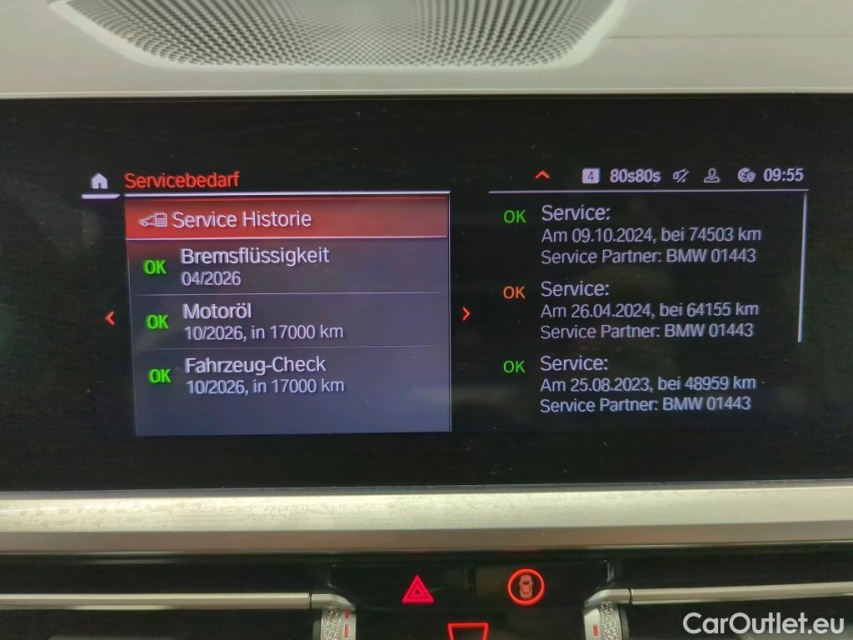 Servicebedarf
4 80s80s 09:55
Service Historie
OK Bremsflüssigkeit
04/2026
OK Motoröl
10/2026, in 17000 km
OK Fahrzeug-Check
10/2026, in 17000 km
OK Service:
Am 09.10.2024, bei 74503 km
Service Partner: BMW 01443
OK Service:
Am 26.04.2024, bei 64155 km
Service Partner: BMW 01443
OK Service:
Am 25.08.2023, bei 48959 km
Service Partner: BMW 01443
CarOutlet.eu